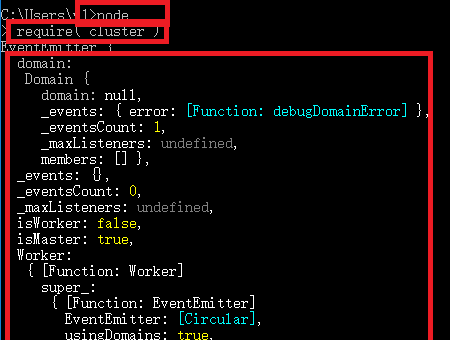 C:\Users\yl>node
> require( cluster )
EventEmitter {
domain:
Domain {
domain: null,
_events: { error: [Function: debugDomainError] },
_eventsCount: 1,
_maxListeners: undefined,
members: [] },
_events: {},
_eventsCount: 0,
_maxListeners: undefined,
isWorker: false,
isMaster: true,
Worker:
{ [Function: Worker]
super_:
{ [Function: EventEmitter]
EventEmitter: [Circular],
usingDomains: true,